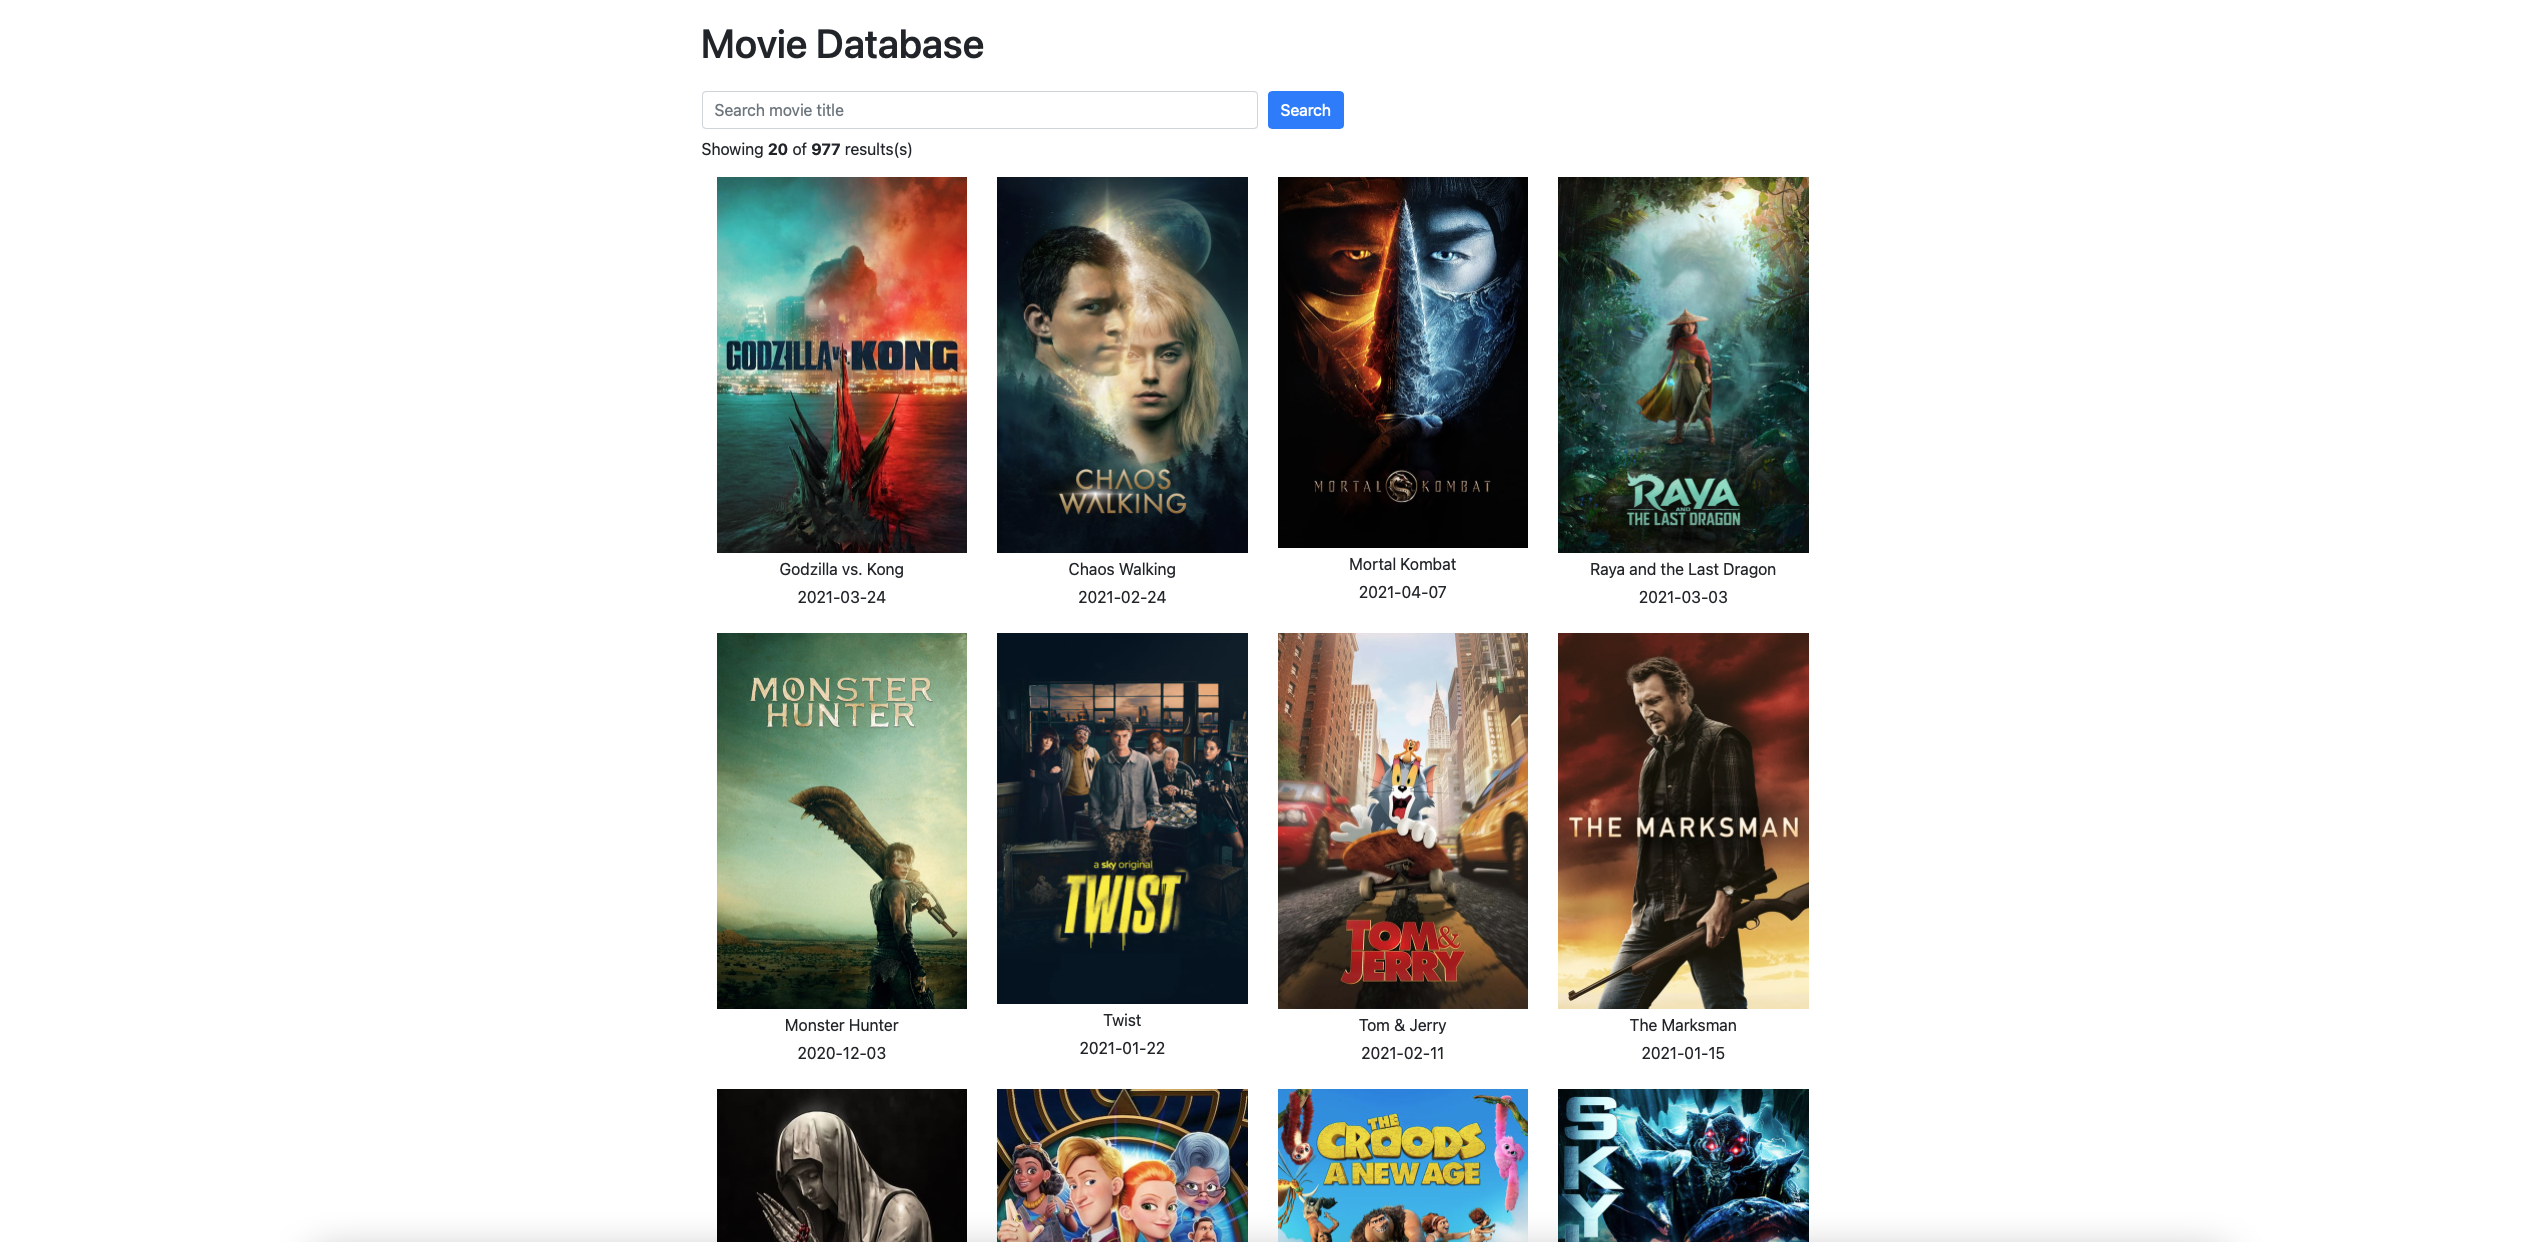 Movie Database
Search movie title
Search
Showing 20 of 977 results(s)
GODZILLA VS. KONG
CHAOS
WALKING
MORTAL KOMBAT
RAYA
AND
THE LAST DRAGON
Godzilla vs. Kong
2021-03-24
Chaos Walking
2021-02-24
Mortal Kombat
2021-04-07
Raya and the Last Dragon
2021-03-03
MONSTER
HUNTER
a sky original
TWIST
TOM &
JERRY
THE MARKSMAN
Monster Hunter
2020-12-03
Twist
2021-01-22
Tom & Jerry
2021-02-11
The Marksman
2021-01-15
THE
CROODS
A NEW AGE
SKY